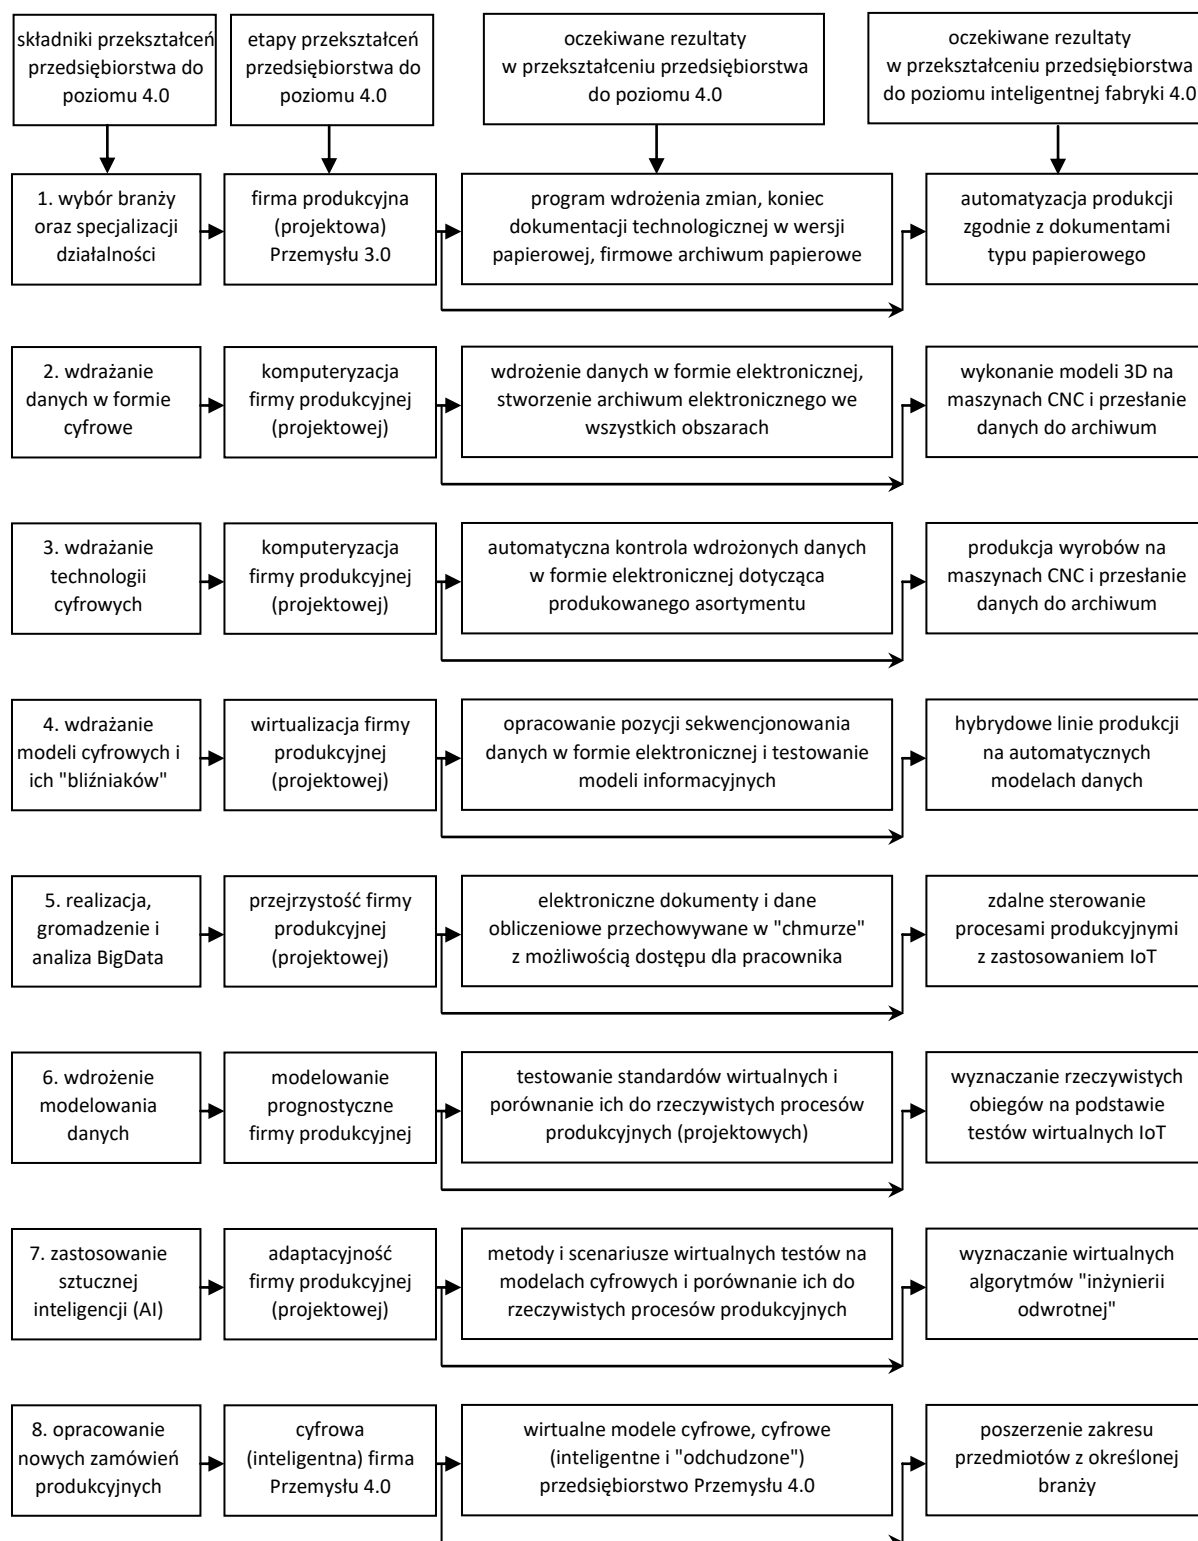 składniki przekształceń
przedsiębiorstwa do
poziomu 4.0
etapy przekształceń
przedsiębiorstwa do
poziomu 4.0
oczekiwane rezultaty
w przekształceniu przedsiębiorstwa
do poziomu 4.0
oczekiwane rezultaty
w przekształceniu przedsiębiorstwa
do poziomu inteligentnej fabryki 4.0
1. wybór branży
oraz specjalizacji
działalności
firma produkcyjna
(projektowa)
Przemysłu 3.0
program wdrożenia zmian, koniec
dokumentacji technologicznej w wersji
papierowej, firmowe archiwum papierowe
automatyzacja produkcji
zgodnie z dokumentami
typu papierowego
2. wdrażanie
danych w formie
cyfrowe
komputeryzacja
firmy produkcyjnej
(projektowej)
wdrożenie danych w formie elektronicznej,
stworzenie archiwum elektronicznego we
wszystkich obszarach
wykonanie modeli 3D na
maszynach CNC i przesłanie
danych do archiwum
3. wdrażanie
technologii
cyfrowych
komputeryzacja
firmy produkcyjnej
(projektowej)
automatyczna kontrola wdrożonych danych
w formie elektronicznej dotycząca
produkowanego asortymentu
produkcja wyrobów na
maszynach CNC i przesłanie
danych do archiwum
4. wdrażanie
modeli cyfrowych i
ich "bliźniaków"
wirtualizacja firmy
produkcyjnej
(projektowej)
opracowanie pozycji sekwencjonowania
danych w formie elektronicznej i testowanie
modeli informacyjnych
hybrydowe linie produkcji
na automatycznych
modelach danych
5. realizacja,
gromadzenie i
analiza BigData
przejrzystość firmy
produkcyjnej
(projektowej)
elektroniczne dokumenty i dane
obliczeniowe przechowywane w "chmurze"
z możliwością dostępu dla pracownika
zdalne sterowanie
procesami produkcyjnymi
z zastosowaniem IoT
6. wdrożenie
modelowania
danych
modelowanie
prognostyczne
firmy produkcyjnej
testowanie standardów wirtualnych i
porównanie ich do rzeczywistych procesów
produkcyjnych (projektowych)
wyznaczanie rzeczywistych
obiegów na podstawie
testów wirtualnych IoT
7. zastosowanie
sztucznej
inteligencji (AI)
adaptacyjność
firmy produkcyjnej
(projektowej)
metody i scenariusze wirtualnych testów na
modelach cyfrowych i porównanie ich do
rzeczywistych procesów produkcyjnych
wyznaczanie wirtualnych
algorytmów "inżynierii
odwrotnej"
8. opracowanie
nowych zamówień
produkcyjnych
cyfrowa
(inteligentna) firma
Przemysłu 4.0
wirtualne modele cyfrowe, cyfrowe
(inteligentne i "odchudzone")
przedsiębiorstwo Przemysłu 4.0
poszerzenie zakresu
przedmiotów z określonej
branży